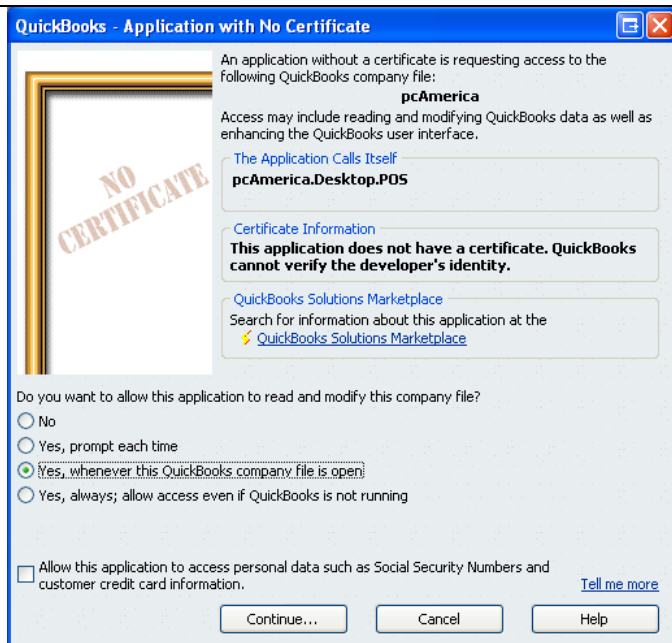 QuickBooks - Application with No Certificate
An application without a certificate is requesting access to the
following QuickBooks company file:
pcAmerica
Access may include reading and modifying QuickBooks data as well as
enhancing the QuickBooks user interface.
The Application Calls Itself
pcAmerica.Desktop.POS
NO
CERTIFICATE
Certificate Information
This application does not have a certificate. QuickBooks
cannot verify the developer's identity.
QuickBooks Solutions Marketplace
Search for information about this application at the
QuickBooks Solutions Marketplace
Do you want to allow this application to read and modify this company file?
No
Yes, prompt each time
Yes, whenever this QuickBooks company file is open
Yes, always; allow access even if QuickBooks is not running
Allow this application to access personal data such as Social Security Numbers and
customer credit card information.
Tell me more
Continue...
Cancel
Help